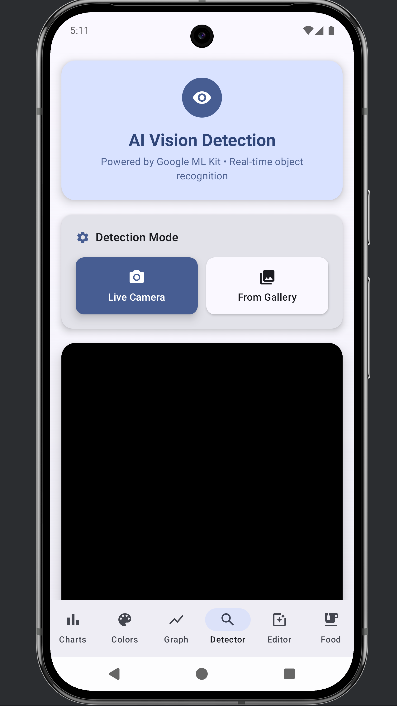 5:11
AI Vision Detection
Powered by Google ML Kit • Real-time object
recognition
Detection Mode
Live Camera
From Gallery
Charts
Colors
Graph
Detector
Editor
Food